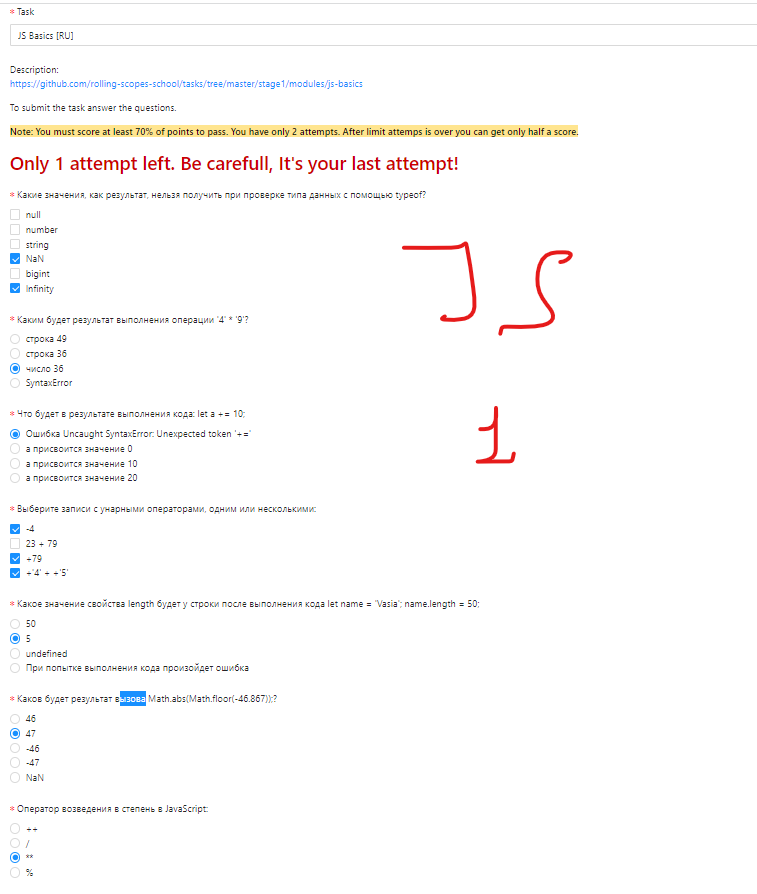 * Task
JS Basics [RU]
Description:
https://github.com/rolling-scopes-school/tasks/tree/master/stage1/modules/js-basics
To submit the task answer the questions.
Note: You must score at least 70% of points to pass. You have only 2 attempts. After limit attemps is over you can get only half a score.
Only 1 attempt left. Be carefull, It's your last attempt!
* Какие значения, как результат, нельзя получить при проверке типа данных с помощью typeof?
null
number
string
NaN
bigint
Infinity
JS
1
* Каким будет результат выполнения операции '4' * '9'?
строка 49
строка 36
число 36
SyntaxError
* Что будет в результате выполнения кода: let a += 10;
Ошибка Uncaught SyntaxError: Unexpected token '+='
a присвоится значение 0
a присвоится значение 10
a присвоится значение 20
* Выберите записи с унарными операторами, одним или несколькими:
-4
23 + 79
+79
+'4' + +'5'
* Какое значение свойства length будет у строки после выполнения кода let name = 'Vasia'; name.length = 50;
50
5
undefined
При попытке выполнения кода произойдет ошибка
* Каков будет результат вызова Math.abs(Math.floor(-46.867));?
46
47
-46
-47
NaN
* Оператор возведения в степень в JavaScript:
++
/
**
%